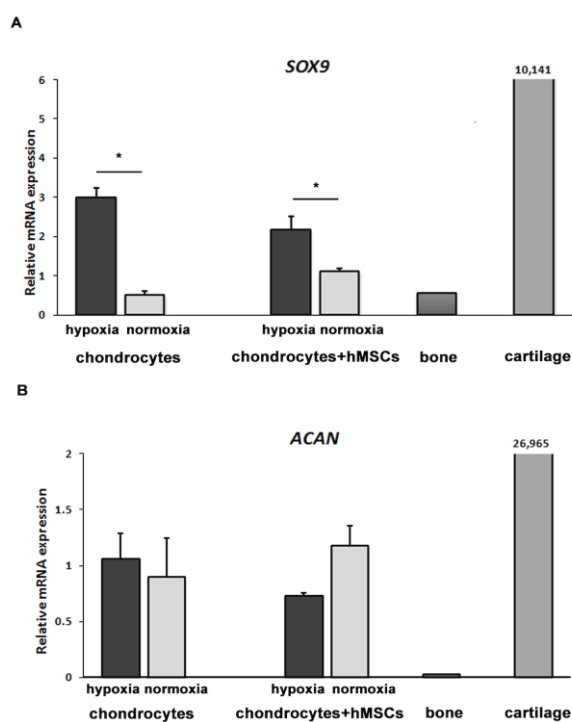 A
SOX9
10,141
Relative mRNA expression
6
5
4
3
2
1
0
*
*
hypoxia normoxia
hypoxia normoxia
chondrocytes
chondrocytes+hMSCs
bone
cartilage
B
ACAN
26,965
Relative mRNA expression
2
1.5
1
0.5
0
hypoxia normoxia
hypoxia normoxia
chondrocytes
chondrocytes+hMSCs
bone
cartilage